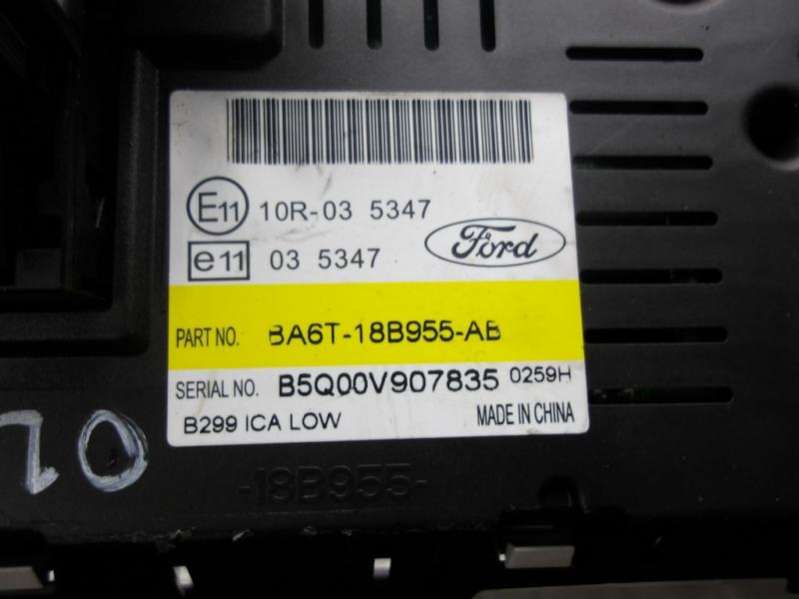 E11 10R-03 5347
Ford
e11 03 5347
PART NO. BA6T-18B955-AB
SERIAL NO. B5Q00V907835 0259H
B299 ICA LOW MADE IN CHINA
-18B955-